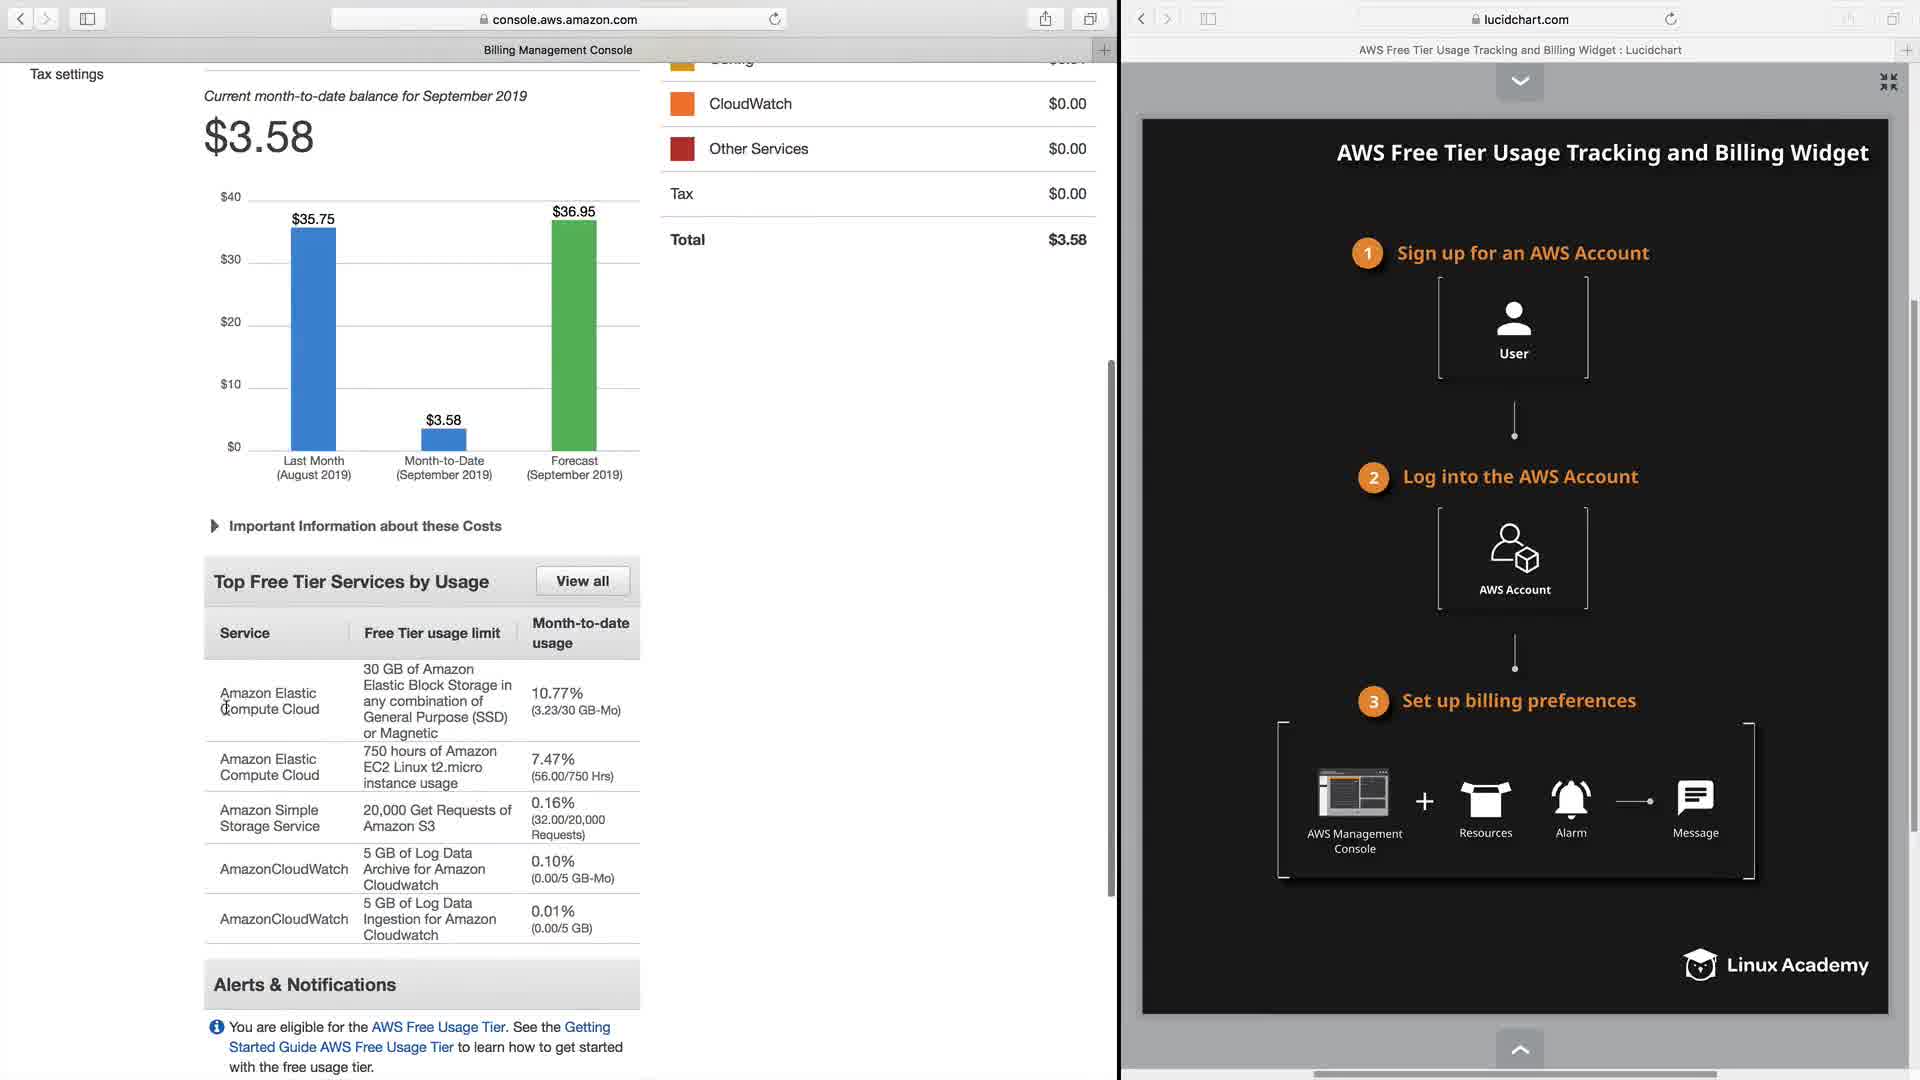 console.aws.amazon.com
Billing Management Console
Tax settings
Current month-to-date balance for September 2019
$3.58
$40
$30
$20
$10
$0
$35.75
$3.58
$36.95
Last Month
(August 2019)
Month-to-Date
(September 2019)
Forecast
(September 2019)
Important Information about these Costs
Top Free Tier Services by Usage
View all
Service
Free Tier usage limit
Month-to-date
usage
Amazon Elastic
Compute Cloud
30 GB of Amazon
Elastic Block Storage in
any combination of
General Purpose (SSD)
or Magnetic
10.77%
(3.23/30 GB-Mo)
Amazon Elastic
Compute Cloud
750 hours of Amazon
EC2 Linux t2.micro
instance usage
7.47%
(56.00/750 Hrs)
Amazon Simple
Storage Service
20,000 Get Requests of
Amazon S3
0.16%
(32.00/20,000
Requests)
AmazonCloudWatch
5 GB of Log Data
Archive for Amazon
Cloudwatch
0.10%
(0.00/5 GB-Mo)
AmazonCloudWatch
5 GB of Log Data
Ingestion for Amazon
Cloudwatch
0.01%
(0.00/5 GB)
Alerts & Notifications
You are eligible for the AWS Free Usage Tier. See the Getting
Started Guide AWS Free Usage Tier to learn how to get started
with the free usage tier.
CloudWatch $0.00
Other Services $0.00
Tax $0.00
Total $3.58
lucidchart.com
AWS Free Tier Usage Tracking and Billing Widget : Lucidchart
AWS Free Tier Usage Tracking and Billing Widget
1 Sign up for an AWS Account
User
2 Log into the AWS Account
AWS Account
3 Set up billing preferences
AWS Management
Console
+
Resources
Alarm
Message
Linux Academy